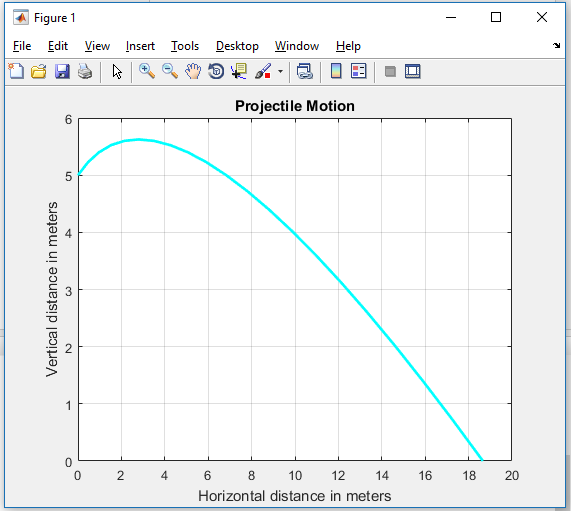 Figure 1
File Edit View Insert Tools Desktop Window Help
Projectile Motion
6
5
4
3
2
1
0
Vertical distance in meters
0 2 4 6 8 10 12 14 16 18 20
Horizontal distance in meters